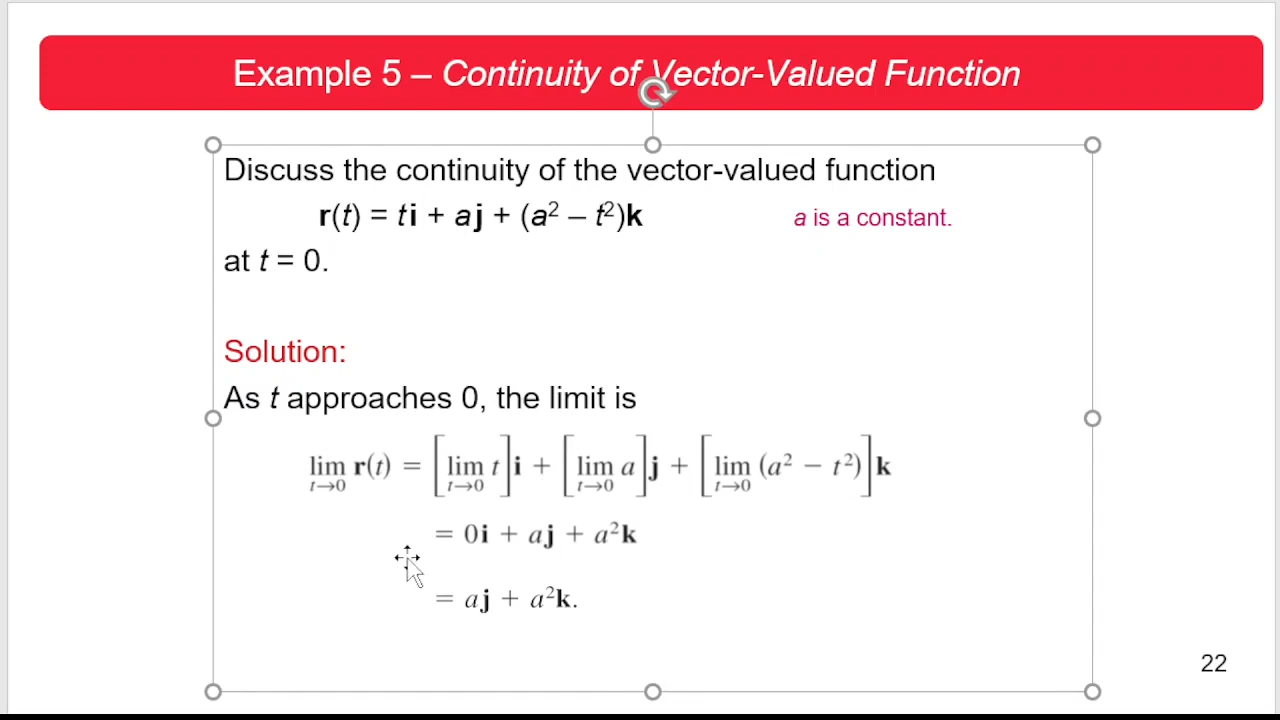 Example 5 – Continuity of Vector-Valued Function
Discuss the continuity of the vector-valued function
r(t) = ti + aj + (a² – t²)k a is a constant.
at t = 0.
Solution:
As t approaches 0, the limit is
lim t→0 r(t) = [lim t→0 t]i + [lim t→0 a]j + [lim t→0 (a² − t²)]k
= 0i + aj + a²k
= aj + a²k.
22